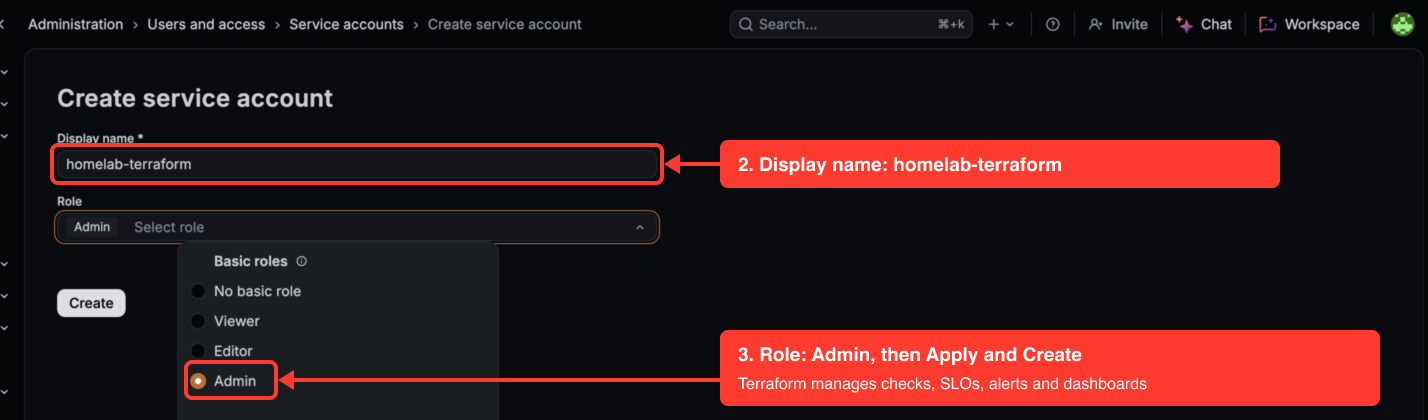 Administration › Users and access › Service accounts › Create service account
Search... ⌘+k
Invite
Chat
Workspace
Create service account
Display name *
homelab-terraform
2. Display name: homelab-terraform
Role
Admin Select role
Basic roles
No basic role
Viewer
Editor
Admin
Create
3. Role: Admin, then Apply and Create
Terraform manages checks, SLOs, alerts and dashboards